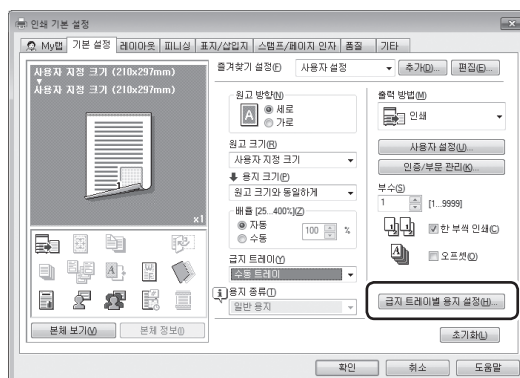 인쇄 기본 설정
My탭 기본 설정 레이아웃 피니싱 표지/삽입지 스탬프/페이지 인자 품질 기타
사용자 지정 크기 (210x297mm)
사용자 지정 크기 (210x297mm)
1
x1
본체 보기(V) 본체 정보(I)
즐겨찾기 설정(F) 사용자 설정 추가(D)... 편집(E)...
원고 방향(N)
A
세로
가로
원고 크기(R)
사용자 지정 크기
용지 크기(P)
원고 크기와 동일하게
배율 [25...400%](Z)
자동
수동
100 %
급지 트레이(Y)
수동 트레이
용지 종류(T)
일반 용지
출력 방법(M)
인쇄
사용자 설정(U)...
인증/부문 관리(K)...
부수(S)
1 [1...9999]
한 부씩 인쇄(C)
오프셋(O)
급지 트레이별 용지 설정(H)...
초기화(L)
확인 취소 도움말